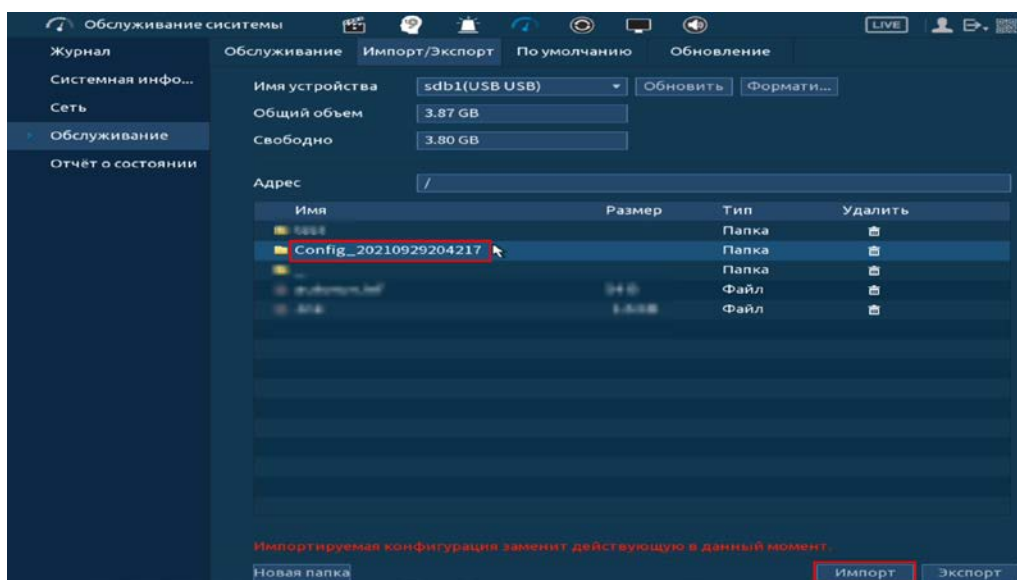 Обслуживание сиситемы LIVE
Журнал
Системная инфо...
Сеть
Обслуживание
Отчёт о состоянии
Обслуживание Импорт/Экспорт По умолчанию Обновление
Имя устройства sdb1(USB USB) Обновить Формати...
Общий объем 3.87 GB
Свободно 3.80 GB
Адрес /
Имя Размер Тип Удалить
Папка
Config_20210929204217 Папка
Папка
Файл
Файл
Импортируемая конфигурация заменит действующую в данный момент.
Новая папка Импорт Экспорт